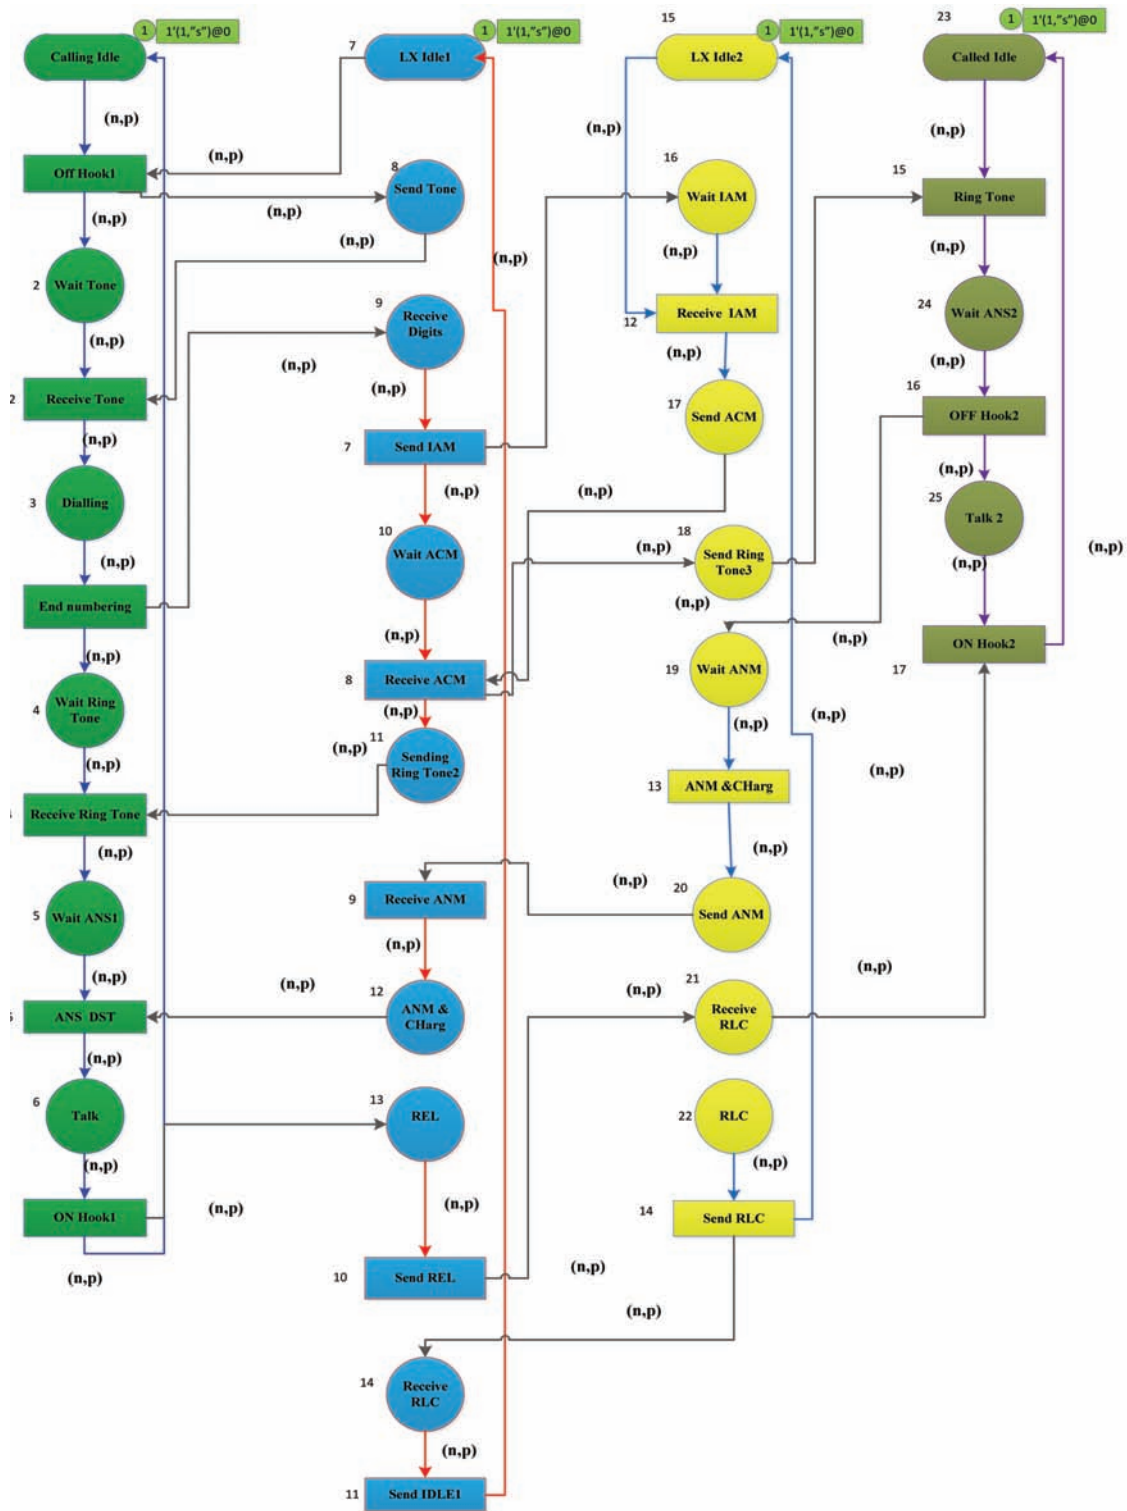 1 1'(1,"s")@0
Calling Idle
(n,p)
Off Hook1
(n,p)
2 Wait Tone
(n,p)
2 Receive Tone
(n,p)
3 Dialling
(n,p)
End numbering
(n,p)
4 Wait Ring
Tone
(n,p)
Receive Ring Tone
(n,p)
5 Wait ANS1
(n,p)
ANS DST
(n,p)
6 Talk
(n,p)
ON Hook1
(n,p)
(n,p)
7
1 1'(1,"s")@0
LX Idle1
(n,p)
8
Send Tone
(n,p)
(n,p)
(n,p)
9
Receive
Digits
(n,p)
(n,p)
7 Send IAM
(n,p)
10
Wait ACM
(n,p)
8 Receive ACM
(n,p)
11
(n,p)
Sending
Ring Tone2
9 Receive ANM
(n,p)
12
(n,p)
ANM &
CHarg
13
REL
(n,p)
10 Send REL
14
Receive
RLC
(n,p)
11 Send IDLE1
15
1 1'(1,"s")@0
LX Idle2
(n,p)
16
Wait IAM
(n,p)
12 Receive IAM
(n,p)
17
Send ACM
(n,p)
18
(n,p)
Send Ring
Tone3
(n,p)
19 Wait ANM
(n,p)
(n,p)
13 ANM &CHarg
(n,p)
20
(n,p)
Send ANM
21
(n,p)
Receive
RLC
22 RLC
(n,p)
14 Send RLC
(n,p)
(n,p)
23
1 1'(1,"s")@0
Called Idle
(n,p)
15
Ring Tone
(n,p)
24
Wait ANS2
(n,p)
16
OFF Hook2
(n,p)
25
Talk 2
(n,p)
(n,p)
(n,p)
ON Hook2
17
(n,p)
(n,p)